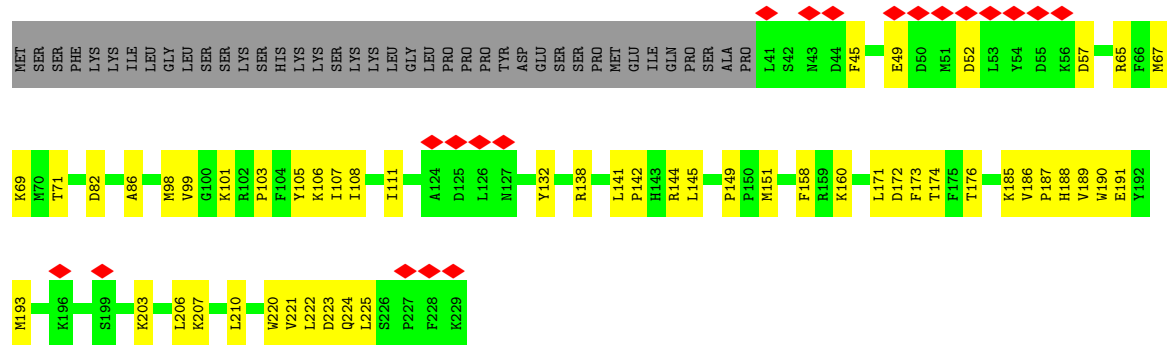 MET SER SER PHE LYS LYS ILE LEU GLY LEU SER SER LYS SER HIS LYS LYS SER LYS LYS LEU GLY LEU PRO PRO PRO TYR ASP GLU SER SER PRO MET GLU ILE GLN PRO SER ALA PRO L41 S42 N43 D44 F45 E49 D50 M51 D52 L53 Y54 D55 K56 D57 R65 F66 M67
K69 M70 T71 D82 A86 M98 V99 G100 K101 R102 P103 F104 Y105 K106 I107 I108 I111 A124 D125 L126 N127 Y132 R138 L141 P142 H143 R144 L145 P149 P150 M151 F158 R159 K160 L171 D172 F173 T174 F175 T176 K185 V186 P187 H188 V189 W190 E191 Y192
M193 K196 S199 K203 L206 K207 L210 W220 V221 L222 D223 Q224 L225 S226 P227 F228 K229